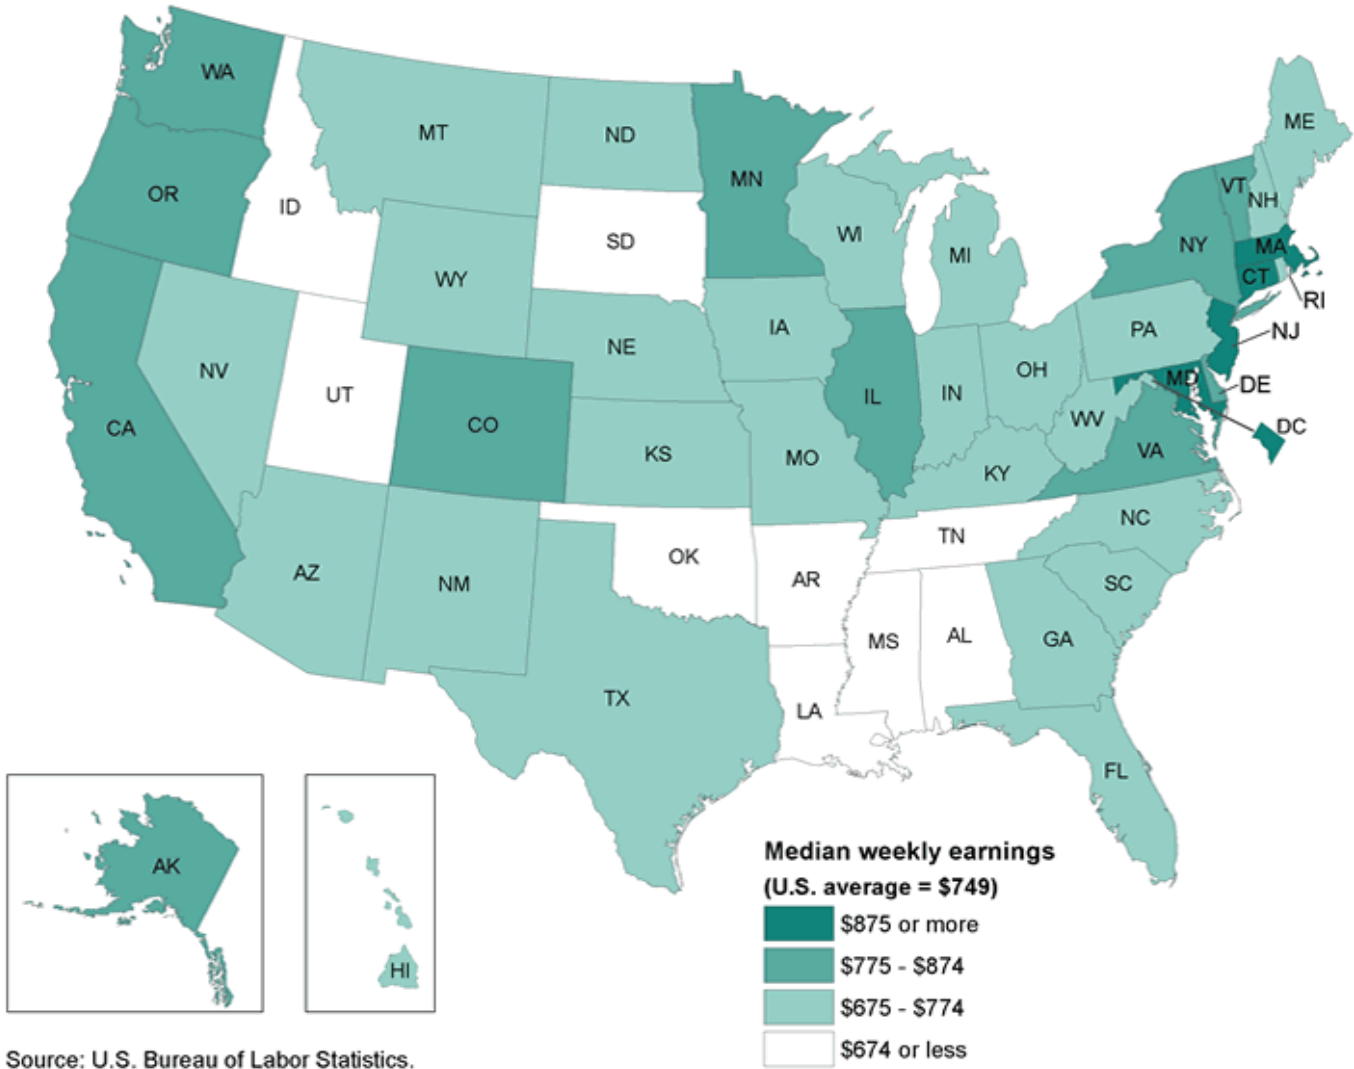 WA
MT
ND
MN
OR
ID
SD
WY
WI
MI
NY
VT
NH
ME
MA
CT
RI
NJ
NV
UT
CO
NE
IA
IL
IN
OH
PA
MD
DE
DC
CA
KS
MO
KY
WV
VA
AZ
NM
OK
AR
TN
NC
SC
TX
LA
MS
AL
GA
FL
AK
HI
Median weekly earnings
(U.S. average = $749)
$875 or more
$775 - $874
$675 - $774
$674 or less
Source: U.S. Bureau of Labor Statistics.